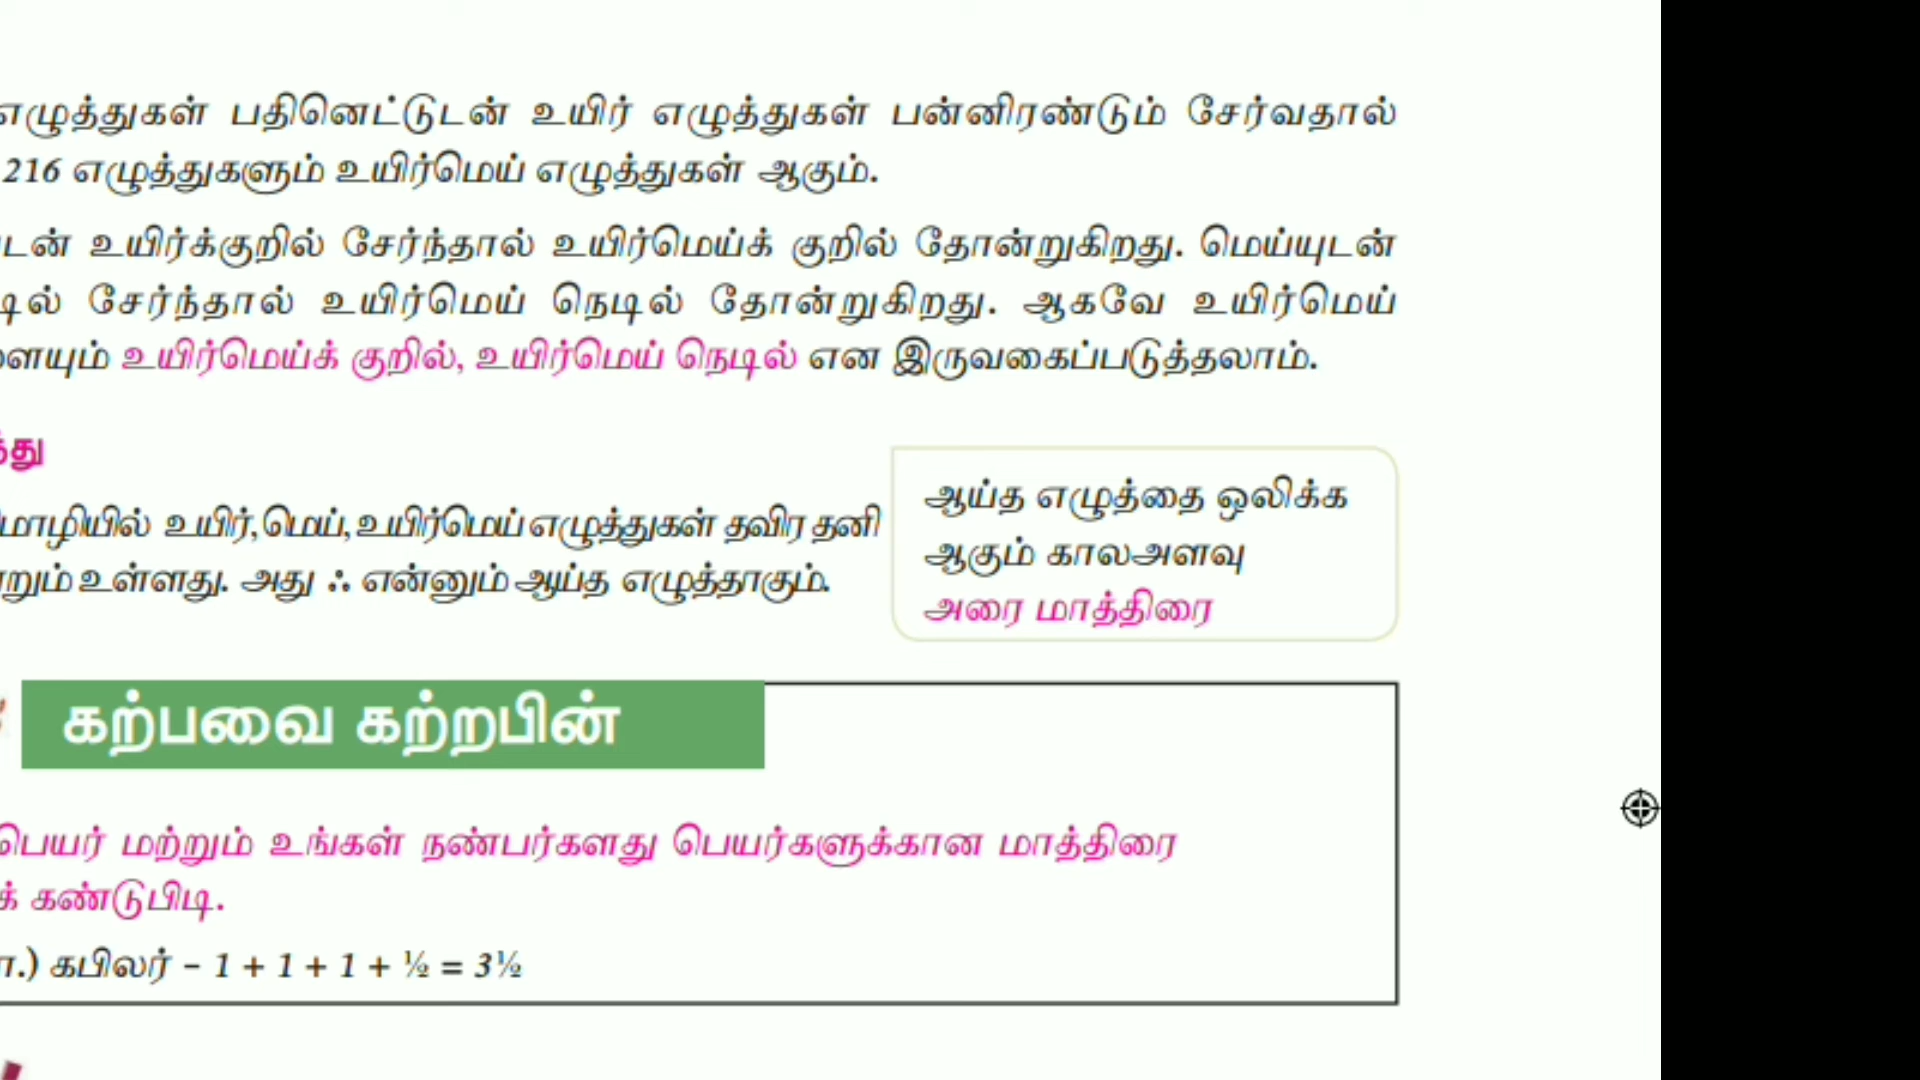 எழுத்துகள் பதினெட்டுடன் உயிர் எழுத்துகள் பன்னிரண்டும் சேர்வதால்
216 எழுத்துகளும் உயிர்மெய் எழுத்துகள் ஆகும்.
டன் உயிர்க்குறில் சேர்ந்தால் உயிர்மெய்க் குறில் தோன்றுகிறது. மெய்யுடன்
டில் சேர்ந்தால் உயிர்மெய் நெடில் தோன்றுகிறது. ஆகவே உயிர்மெய்
ளையும் உயிர்மெய்க் குறில், உயிர்மெய் நெடில் என இருவகைப்படுத்தலாம்.
த்து
மொழியில் உயிர், மெய், உயிர்மெய் எழுத்துகள் தவிர தனி
றும் உள்ளது. அது ஃ என்னும் ஆய்த எழுத்தாகும்.
ஆய்த எழுத்தை ஒலிக்க
ஆகும் காலஅளவு
அரை மாத்திரை
கற்பவை கற்றபின்
பெயர் மற்றும் உங்கள் நண்பர்களது பெயர்களுக்கான மாத்திரை
க் கண்டுபிடி.
ா.) கபிலர் – 1 + 1 + 1 + ½ = 3½